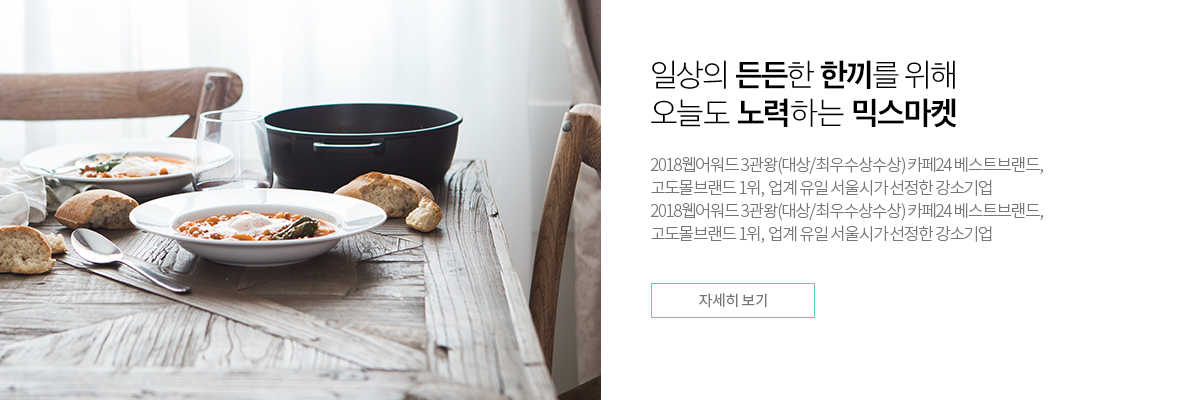 일상의 든든한 한끼를 위해
오늘도 노력하는 믹스마켓
2018웹어워드 3관왕(대상/최우수상수상) 카페24 베스트브랜드,
고도몰브랜드 1위, 업계 유일 서울시가 선정한 강소기업
2018웹어워드 3관왕(대상/최우수상수상) 카페24 베스트브랜드,
고도몰브랜드 1위, 업계 유일 서울시가 선정한 강소기업
자세히 보기